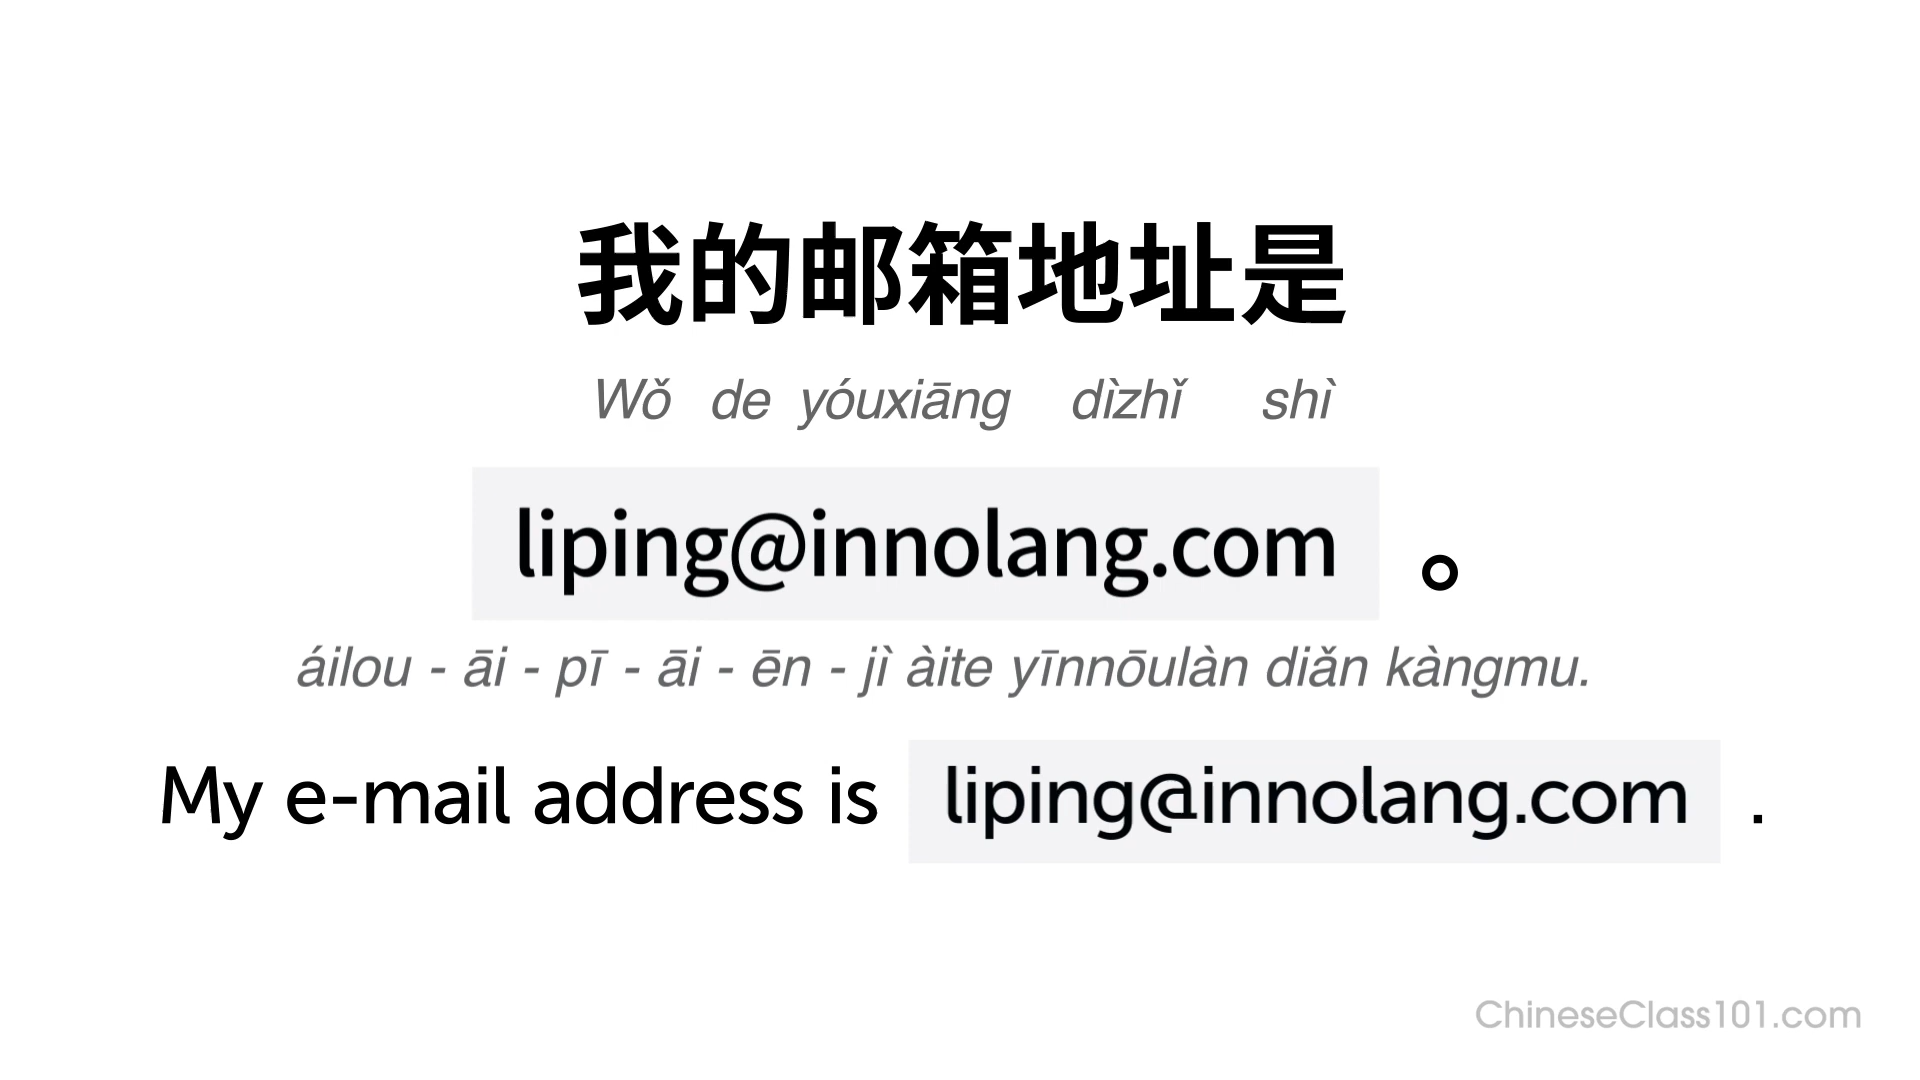 我的邮箱地址是
Wǒ de yóuxiāng dìzhǐ shì
liping@innolang.com 。
áilou - āi - pī - āi - ēn - jì àite yīnnōulàn diǎn kàngmu.
My e-mail address is liping@innolang.com .
ChineseClass101.com